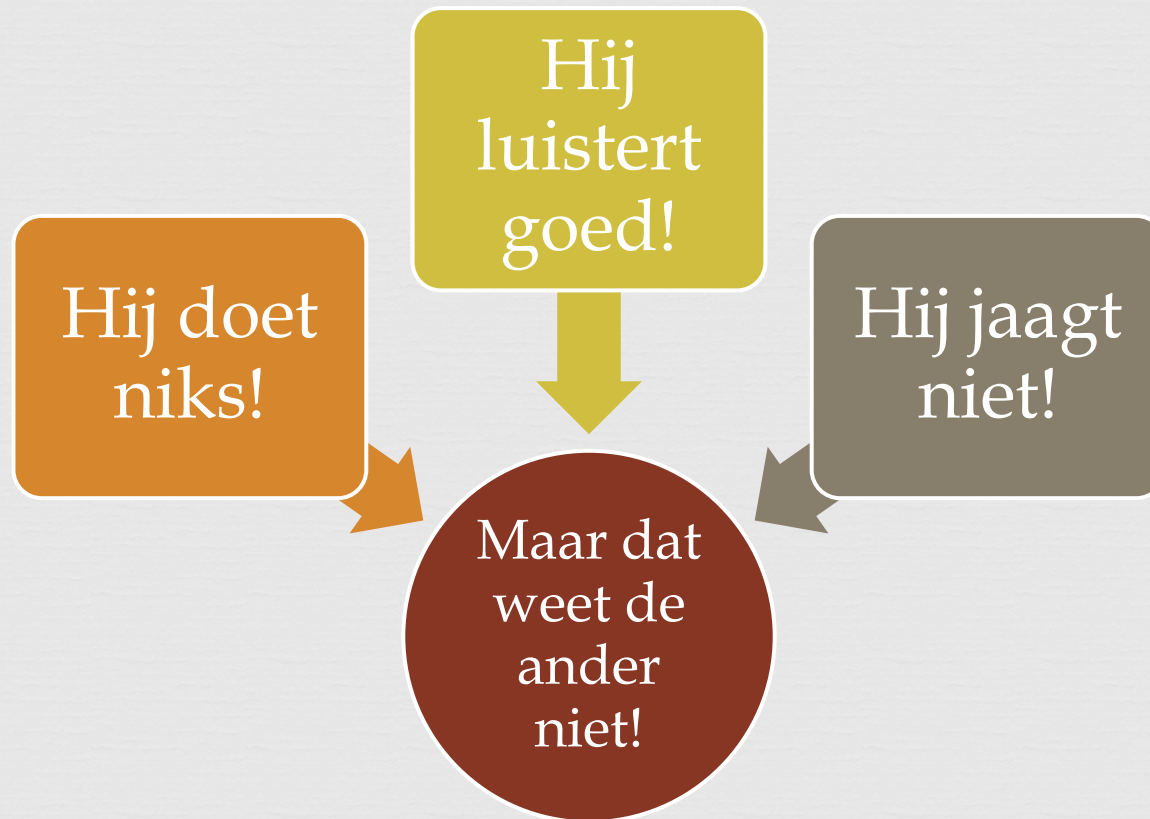 Hij doet
niks!
Hij
luistert
goed!
Hij jaagt
niet!
Maar dat
weet de
ander
niet!